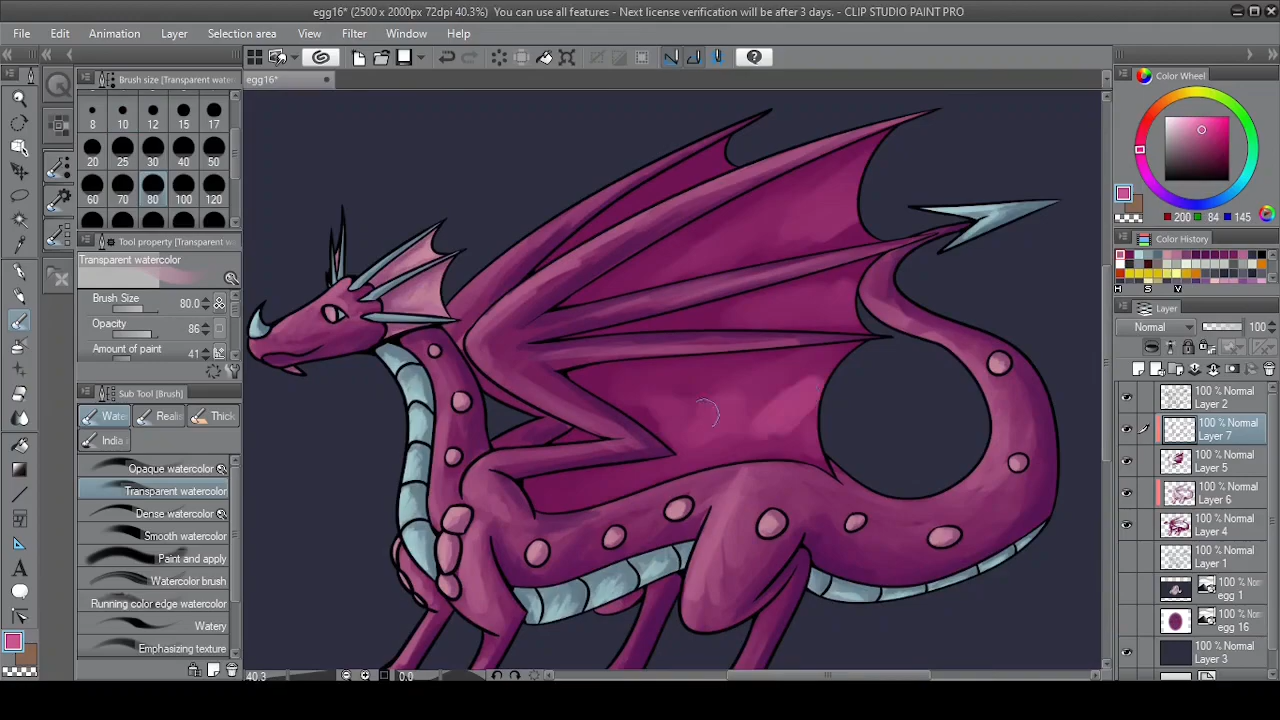 egg16* (2500 x 2000px 72dpi 40.3%) You can use all features - Next license verification will be after 3 days. - CLIP STUDIO PAINT PRO
File Edit Animation Layer Selection area View Filter Window Help
Brush size [Transparent water
egg16*
Color Wheel
8 10 12 15 17
20 25 30 40 50
60 70 80 100 120
200 84 145
Tool property [Transparent wat
Color History
Transparent watercolor
H S V
Brush Size 80.0
Opacity 86
Amount of paint 41
Layer
Normal 100
Sub Tool [Brush]
Wate Reali Thick
India
Opaque watercolor
Transparent watercolor
Dense watercolor
Smooth watercolor
Paint and apply
Watercolor brush
Running color edge watercolor
Watery
Emphasizing texture
100 % Normal
Layer 2
100 % Normal
Layer 7
100 % Normal
Layer 5
100 % Normal
Layer 6
100 % Normal
Layer 4
100 % Normal
Layer 1
100 % No
egg 1
100 % No
egg 16
100 % Normal
Layer 3
40.3 0.0